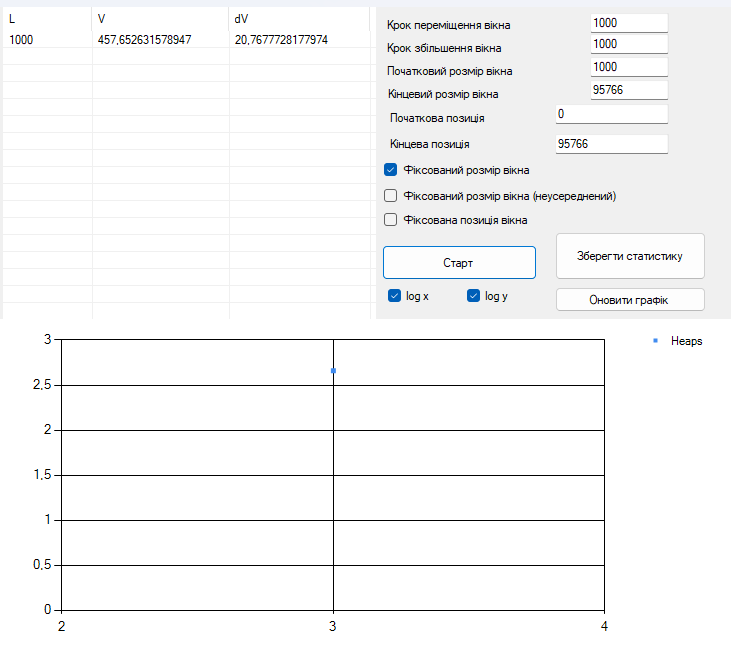 L V dV
1000 457,652631578947 20,7677728177974
Крок переміщення вікна 1000
Крок збільшення вікна 1000
Початковий розмір вікна 1000
Кінцевий розмір вікна 95766
Початкова позиція 0
Кінцева позиція 95766
Фіксований розмір вікна
Фіксований розмір вікна (неусереднений)
Фіксована позиція вікна
Старт
Зберегти статистику
log x log y
Оновити графік
Heaps
3
2,5
2
1,5
1
0,5
0
2 3 4